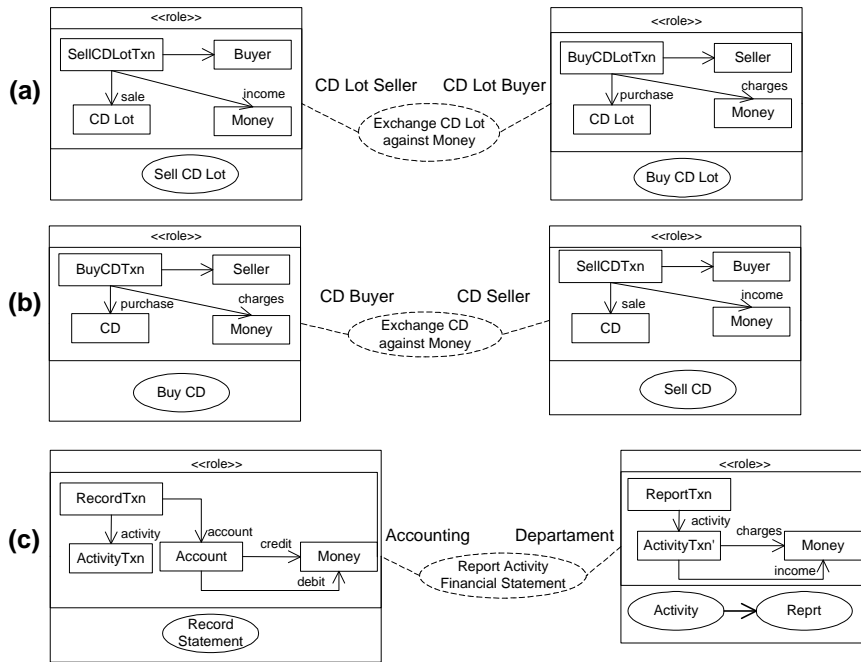 (a)
<<role>>
SellCDLotTxn
Buyer
sale
income
CD Lot
Money
Sell CD Lot
CD Lot Seller
CD Lot Buyer
Exchange CD Lot
against Money
<<role>>
BuyCDLotTxn
Seller
purchase
charges
CD Lot
Money
Buy CD Lot
(b)
<<role>>
BuyCDTxn
Seller
purchase
charges
CD
Money
Buy CD
CD Buyer
CD Seller
Exchange CD
against Money
<<role>>
SellCDTxn
Buyer
sale
income
CD
Money
Sell CD
(c)
<<role>>
RecordTxn
activity
account
ActivityTxn
Account
credit
Money
debit
Record
Statement
Accounting
Departament
Report Activity
Financial Statement
<<role>>
ReportTxn
activity
ActivityTxn'
charges
Money
income
Activity
Reprt